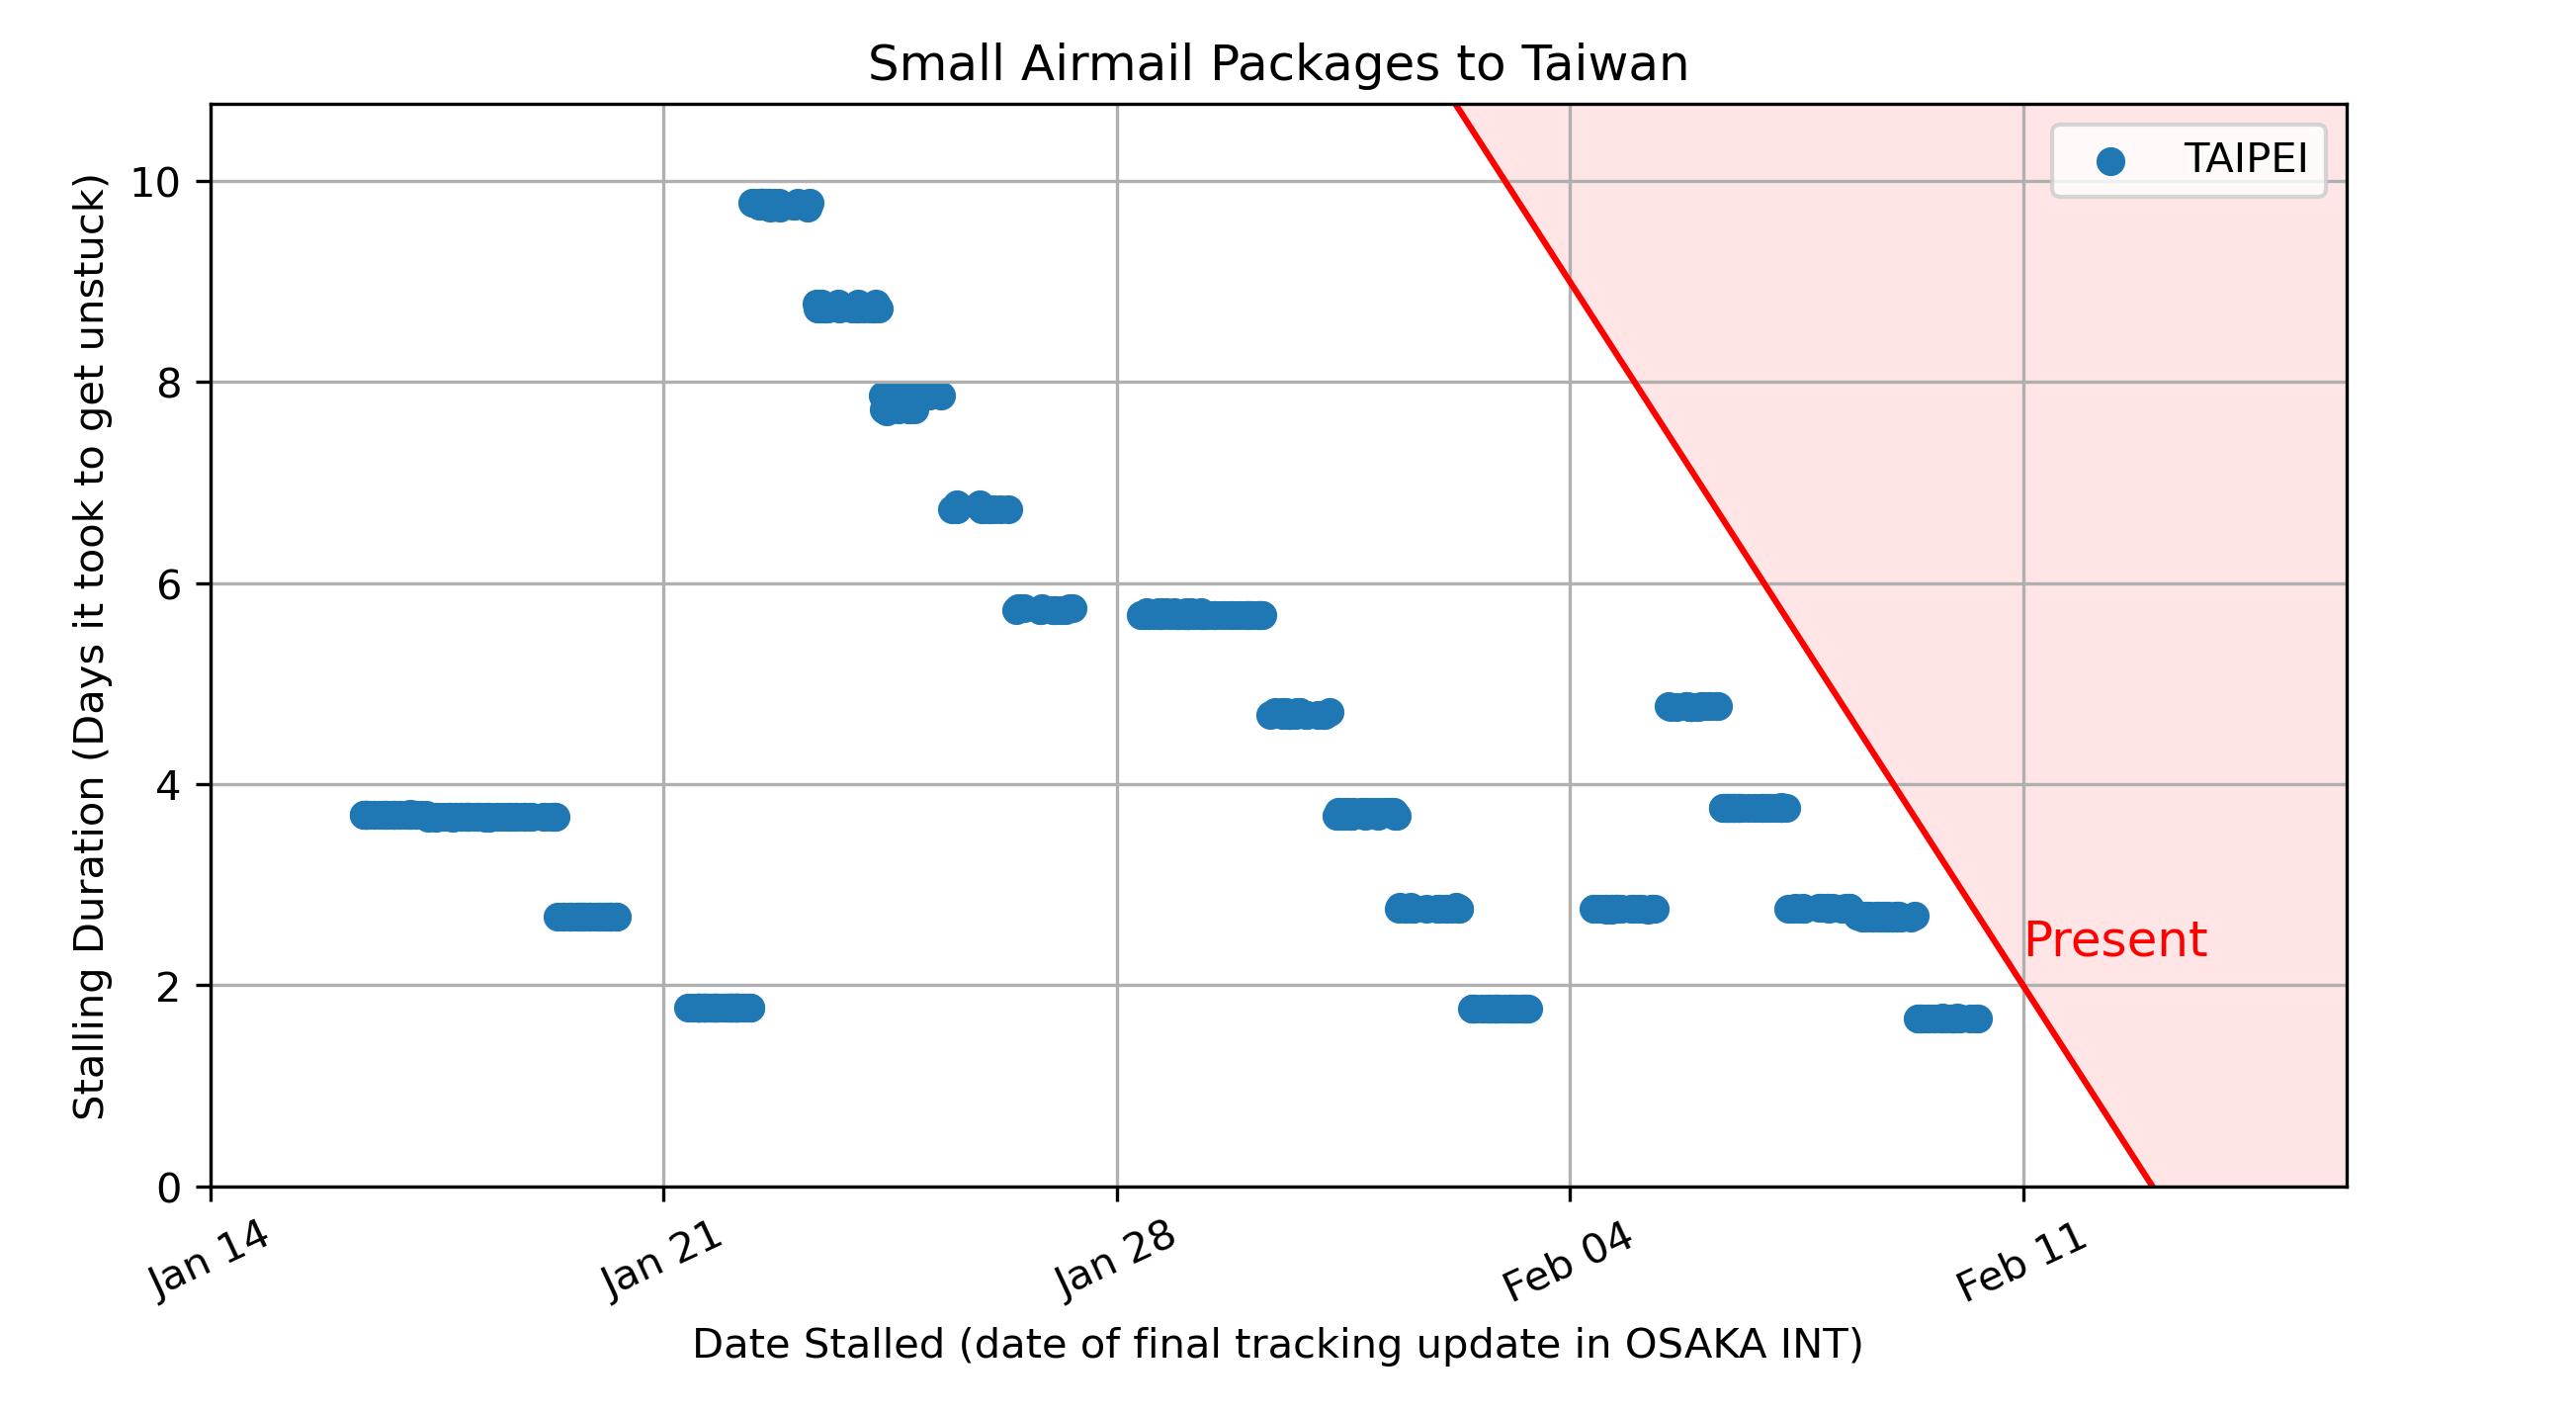 Small Airmail Packages to Taiwan
Stalling Duration (Days it took to get unstuck)
10
8
6
4
2
0
TAIPEI
Present
Jan 14
Jan 21
Jan 28
Feb 04
Feb 11
Date Stalled (date of final tracking update in OSAKA INT)